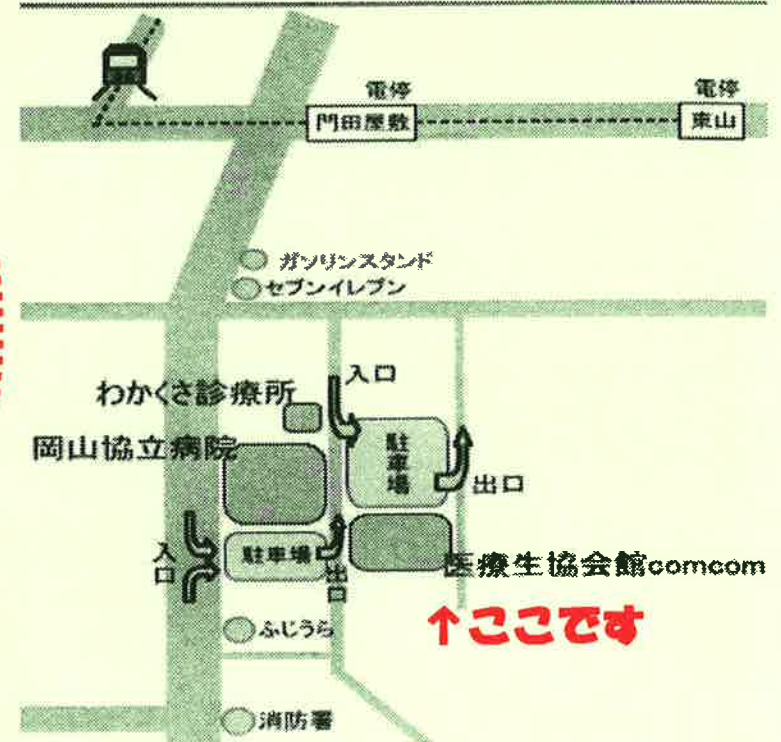 電停
電停
門田屋敷
東山
ガソリンスタンド
セブンイレブン
入口
わかくさ診療所
岡山協立病院
駐車場
出口
入口
駐車場
出口
医療生協会館comcom
↑ここです
ふじうら
消防署